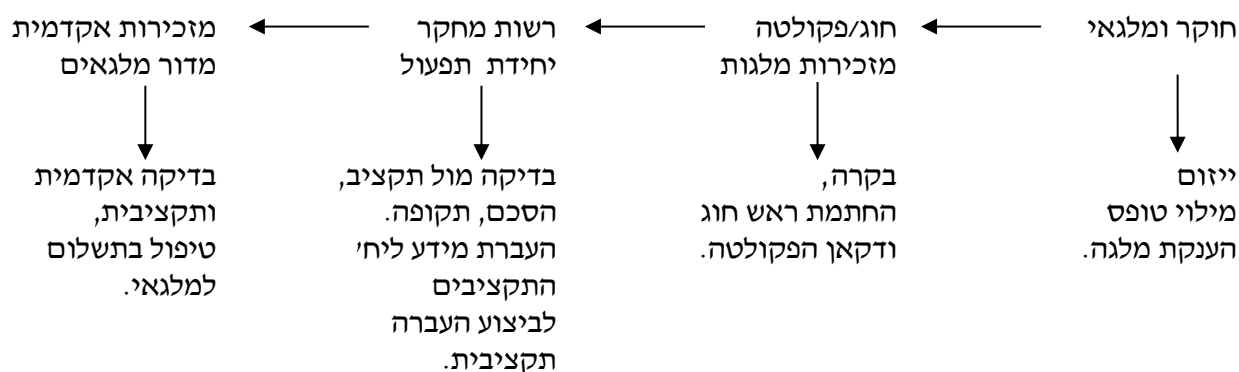 חוקר ומלגאי
חוג/פקולטה
מזכירות מלגות
רשות מחקר
יחידת תפעול
מזכירות אקדמית
מדור מלגאים
ייזום
מילוי טופס
הענקת מלגה.
בקרה,
החתמת ראש חוג
ודקאן הפקולטה.
בדיקה מול תקציב,
הסכם, תקופה.
העברת מידע ליח'
התקציבים
לביצוע העברה
תקציבית.
בדיקה אקדמית
ותקציבית,
טיפול בתשלום
למלגאי.